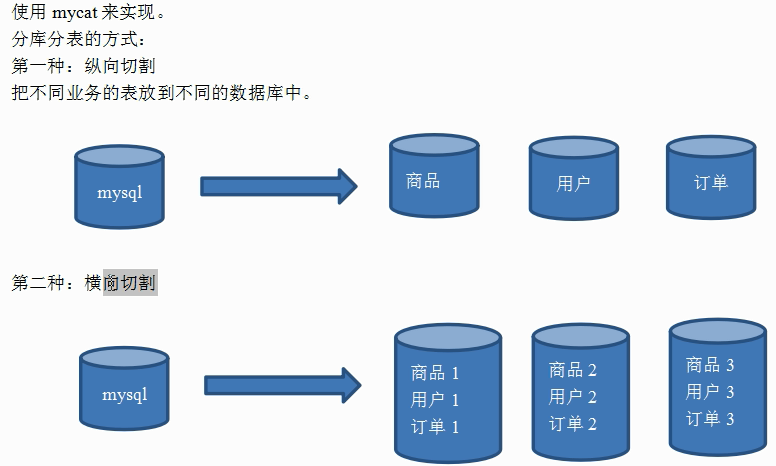 使用 mycat 来实现。
分库分表的方式：
第一种：纵向切割
把不同业务的表放到不同的数据库中。
mysql
商品
用户
订单
第二种：横向切割
mysql
商品 1
用户 1
订单 1
商品 2
用户 2
订单 2
商品 3
用户 3
订单 3